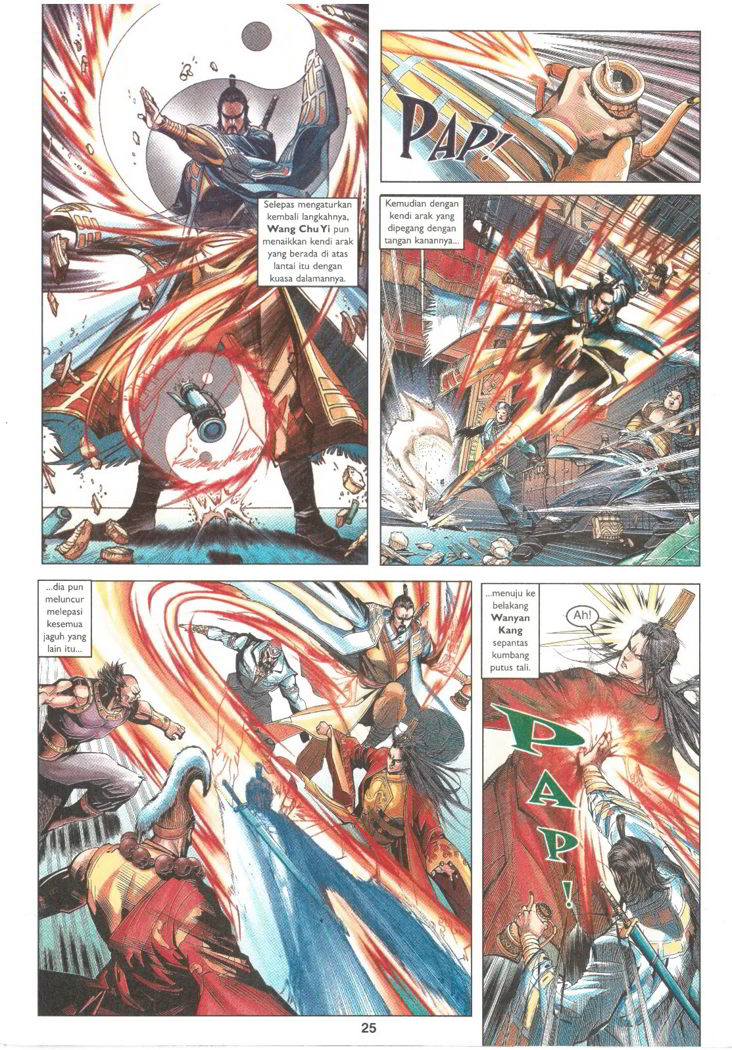 Selepas mengaturkan
kembali langkahnya,
Wang Chu Yi pun
menaikkan kendi arak
yang berada di atas
lantai itu dengan
kuasa dalamannya.
PAP!
Kemudian dengan
kendi arak yang
dipegang dengan
tangan kanannya...
...dia pun
meluncur
melepasi
kesemua
jaguh yang
lain itu...
...menuju ke
belakang
Wanyan
Kang
sepantas
kumbang
putus tali.
Ah!
PAP!
25